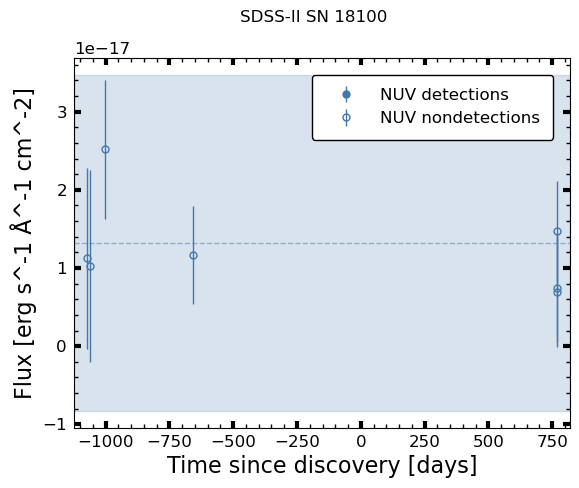 SDSS-II SN 18100
1e−17
NUV detections
NUV nondetections
3
2
1
0
−1
Flux [erg s^-1 Å^-1 cm^-2]
−1000 −750 −500 −250 0 250 500 750
Time since discovery [days]